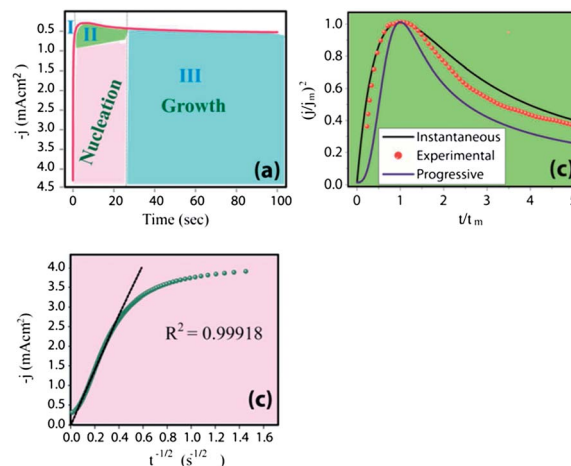 -j (mAcm²)
0.5
1.0
1.5
2.0
2.5
3.0
3.5
4.0
4.5
I
II
III
Nucleation
Growth
(a)
0 20 40 60 80 100
Time (sec)
(j/jm)²
1.0
0.8
0.6
0.4
0.2
0.0
Instantaneous
Experimental
Progressive
(c)
0 1 2 3 4 5
t/tm
-j (mAcm²)
4.0
3.5
3.0
2.5
2.0
1.5
1.0
0.5
0.0
R² = 0.99918
(c)
0.0 0.2 0.4 0.6 0.8 1.0 1.2 1.4 1.6
t-1/2 (s-1/2)